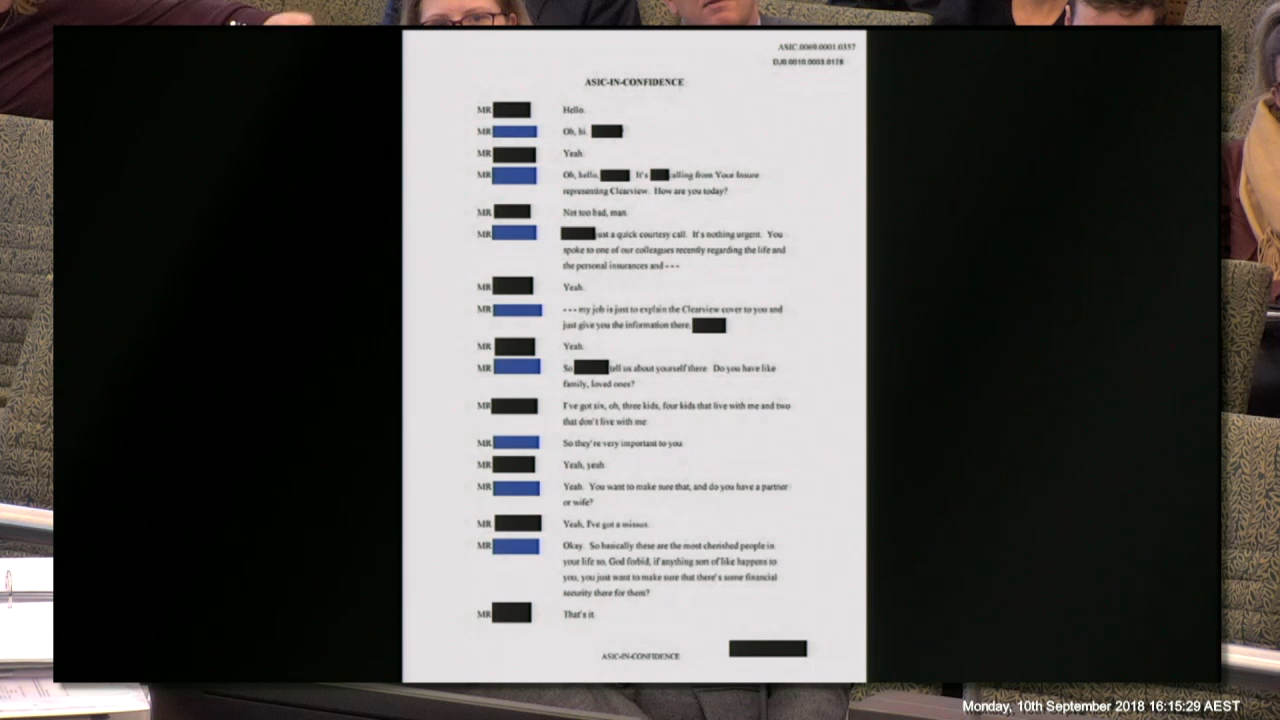 ASIC.0069.0001.0357
DJ0.0010.0003.0178
ASIC-IN-CONFIDENCE
MR Hello.
MR Oh, hi.
MR Yeah.
MR Oh, hello, It's calling from Your Insure
representing Clearview. How are you today?
MR Not too bad, man.
MR ust a quick courtesy call. It's nothing urgent. You
spoke to one of our colleagues recently regarding the life and
the personal insurances and - - -
MR Yeah.
MR - - - my job is just to explain the Clearview cover to you and
just give you the information there,
MR Yeah.
MR So tell us about yourself there. Do you have like
family, loved ones?
MR I've got six, oh, three kids, four kids that live with me and two
that don't live with me.
MR So they're very important to you.
MR Yeah, yeah.
MR Yeah. You want to make sure that, and do you have a partner
or wife?
MR Yeah, I've got a missus.
MR Okay. So basically these are the most cherished people in
your life so, God forbid, if anything sort of like happens to
you, you just want to make sure that there's some financial
security there for them?
MR That's it.
ASIC-IN-CONFIDENCE
Monday, 10th September 2018 16:15:29 AEST